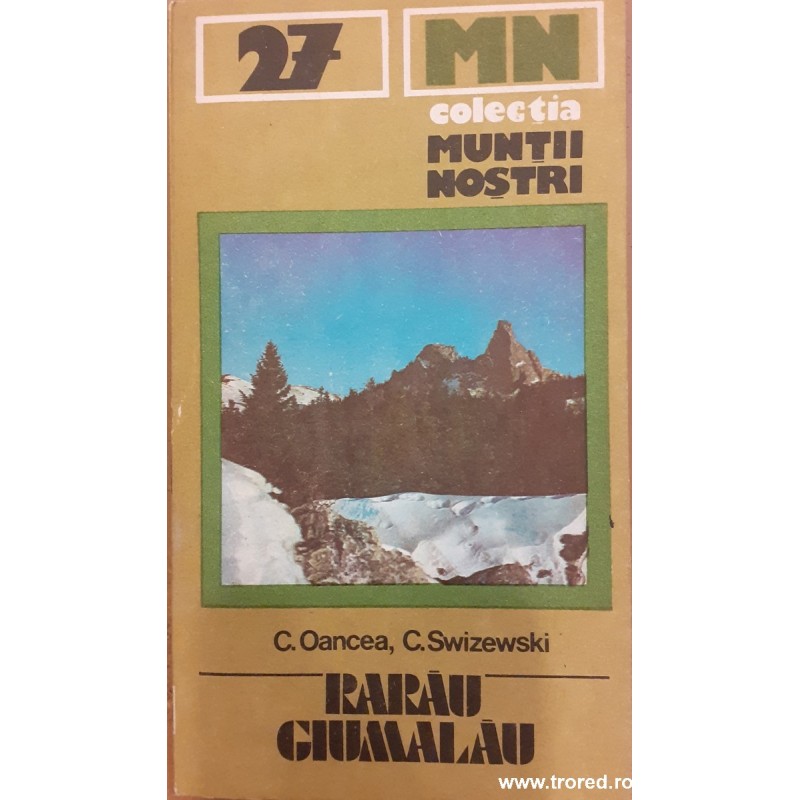 27
MN
colecția
MUNȚII
NOȘTRI
C. Oancea, C. Swizewski
RARĂU
GIUMALĂU
www.trored.ro